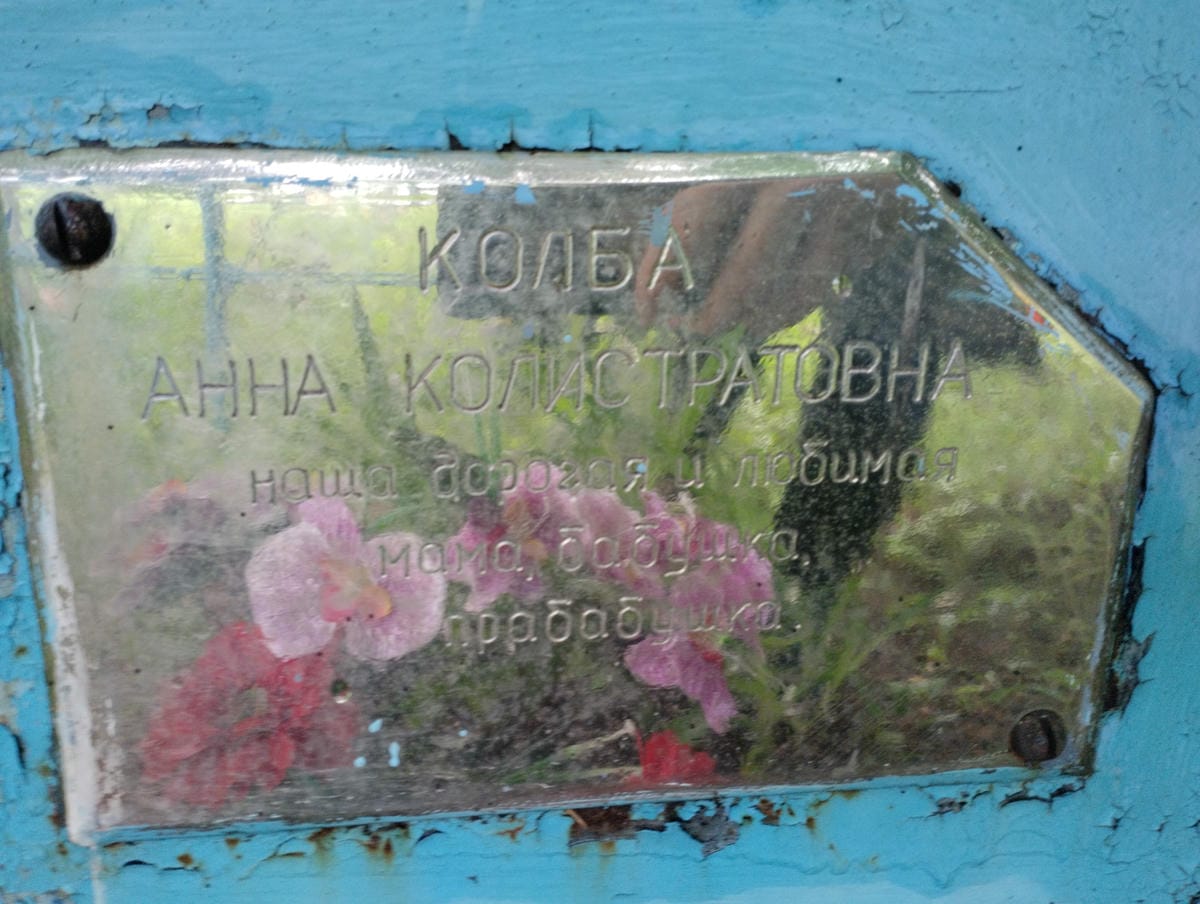 КОЛБА
АННА КОЛИСТРАТОВНА
наша дорогая и любимая
мама, бабушка,
прабабушка.